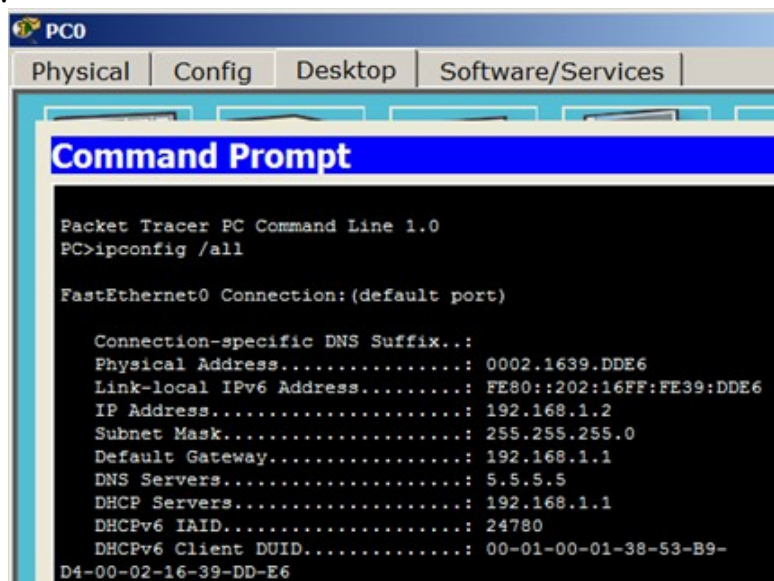 PC0
Physical Config Desktop Software/Services
Command Prompt
Packet Tracer PC Command Line 1.0
PC>ipconfig /all
FastEthernet0 Connection:(default port)
Connection-specific DNS Suffix..:
Physical Address................: 0002.1639.DDE6
Link-local IPv6 Address.........: FE80::202:16FF:FE39:DDE6
IP Address......................: 192.168.1.2
Subnet Mask.....................: 255.255.255.0
Default Gateway.................: 192.168.1.1
DNS Servers.....................: 5.5.5.5
DHCP Servers....................: 192.168.1.1
DHCPv6 IAID.....................: 24780
DHCPv6 Client DUID..............: 00-01-00-01-38-53-B9-
D4-00-02-16-39-DD-E6